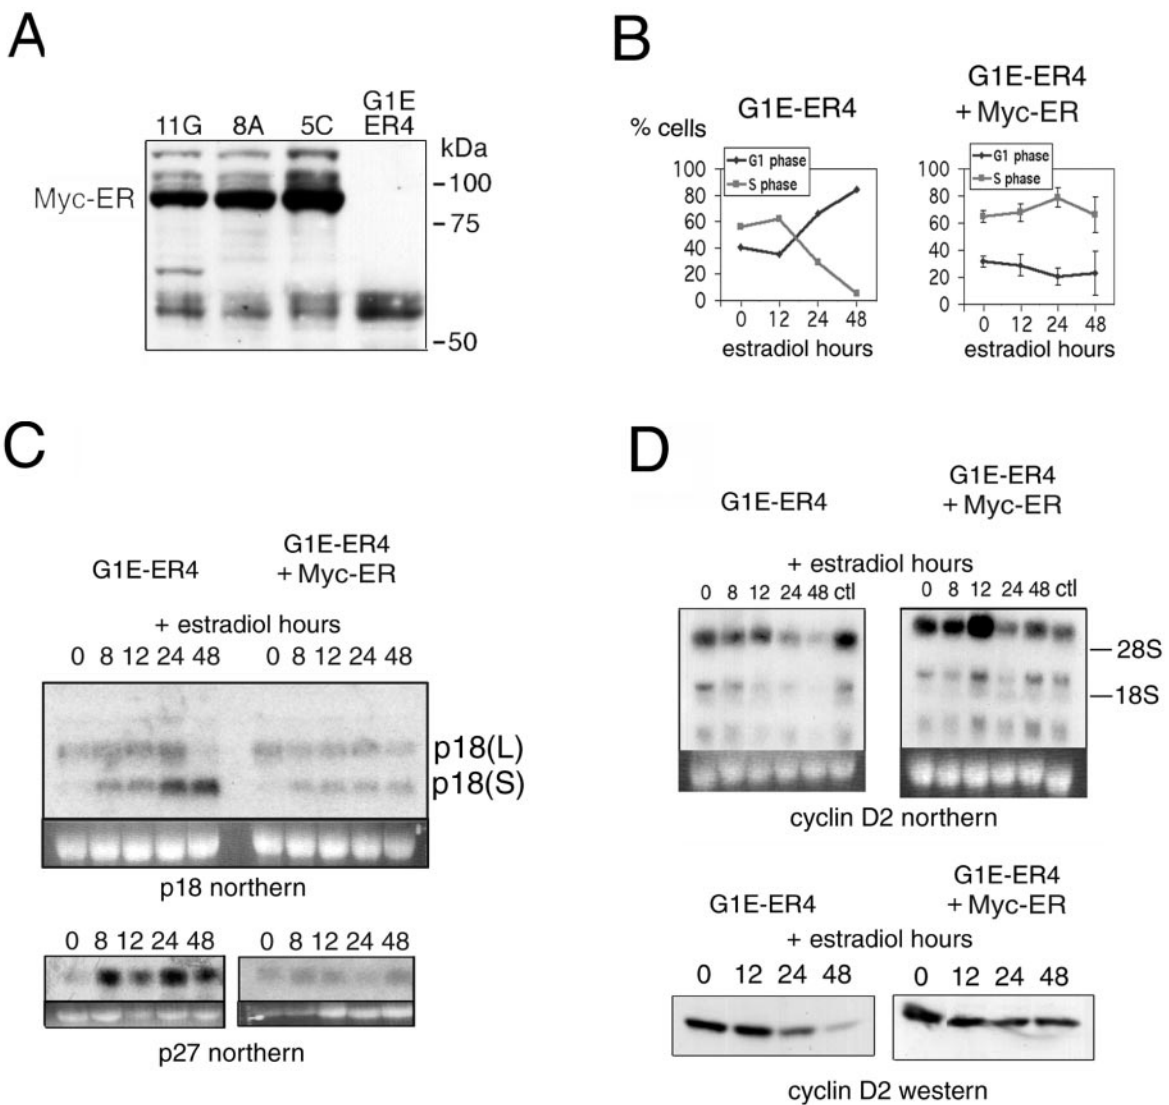 A
11G 8A 5C G1E
ER4
kDa
Myc-ER
-100
-75
-50
B
G1E-ER4
G1E-ER4
+ Myc-ER
% cells
100
80
60
40
20
0
G1 phase
S phase
0 12 24 48
estradiol hours
100
80
60
40
20
0
G1 phase
S phase
0 12 24 48
estradiol hours
C
G1E-ER4
G1E-ER4
+ Myc-ER
+ estradiol hours
0 8 12 24 48 0 8 12 24 48
p18(L)
p18(S)
p18 northern
0 8 12 24 48 0 8 12 24 48
p27 northern
D
G1E-ER4
G1E-ER4
+ Myc-ER
+ estradiol hours
0 8 12 24 48 ctl 0 8 12 24 48 ctl
28S
18S
cyclin D2 northern
G1E-ER4
G1E-ER4
+ Myc-ER
+ estradiol hours
0 12 24 48 0 12 24 48
cyclin D2 western